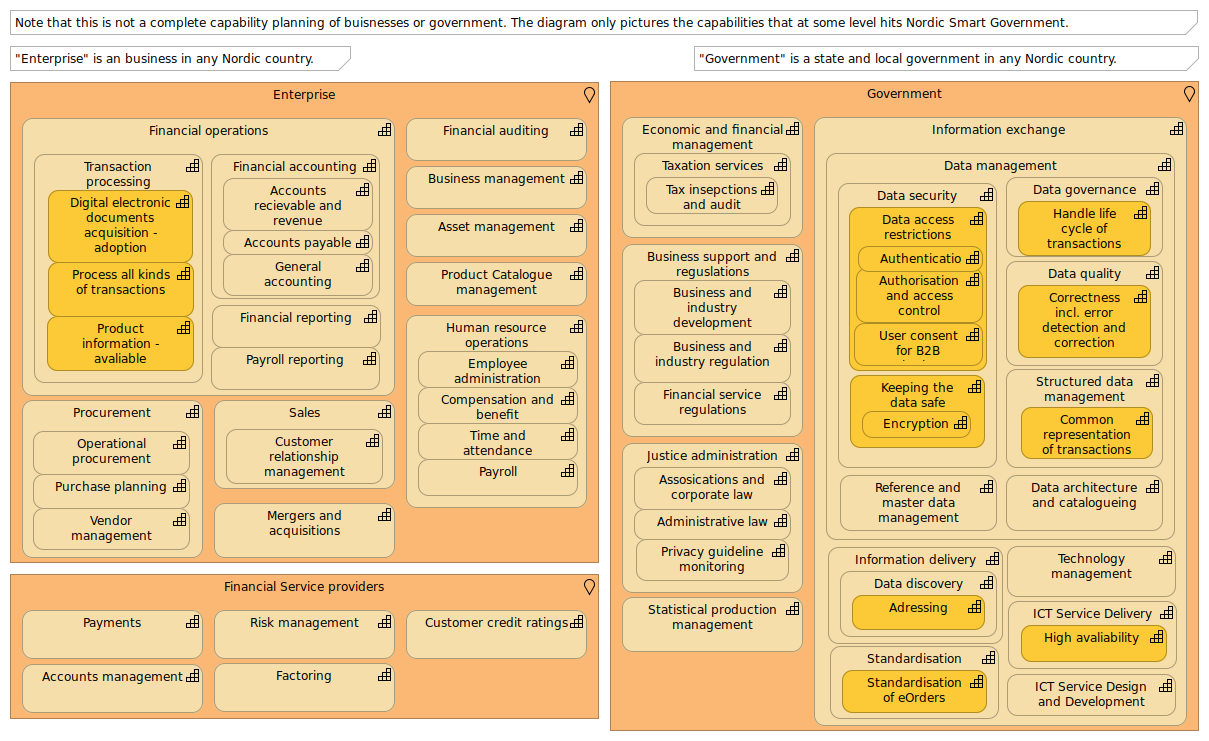 Note that this is not a complete capability planning of buisnesses or government. The diagram only pictures the capabilities that at some level hits Nordic Smart Government.
"Enterprise" is an business in any Nordic country.
"Government" is a state and local government in any Nordic country.
Enterprise
Financial operations
Transaction
processing
Digital electronic
documents
acquisition -
adoption
Process all kinds
of transactions
Product
information -
avaliable
Financial accounting
Accounts
recievable and
revenue
Accounts payable
General
accounting
Financial reporting
Payroll reporting
Procurement
Operational
procurement
Purchase planning
Vendor
management
Sales
Customer
relationship
management
Mergers and
acquisitions
Financial auditing
Business management
Asset management
Product Catalogue
management
Human resource
operations
Employee
administration
Compensation and
benefit
Time and
attendance
Payroll
Financial Service providers
Payments
Risk management
Customer credit ratings
Accounts management
Factoring
Government
Economic and financial
management
Taxation services
Tax insepctions
and audit
Business support and
reguslations
Business and
industry
development
Business and
industry regulation
Financial service
regulations
Justice administration
Assosications and
corporate law
Administrative law
Privacy guideline
monitoring
Statistical production
management
Information exchange
Data management
Data security
Data access
restrictions
Authenticatio
Authorisation
and access
control
User consent
for B2B
Keeping the
data safe
Encryption
Data governance
Handle life
cycle of
transactions
Data quality
Correctness
incl. error
detection and
correction
Structured data
management
Common
representation
of transactions
Reference and
master data
management
Data architecture
and catalogueing
Information delivery
Data discovery
Adressing
Standardisation
Standardisation
of eOrders
Technology
management
ICT Service Delivery
High avaliability
ICT Service Design
and Development